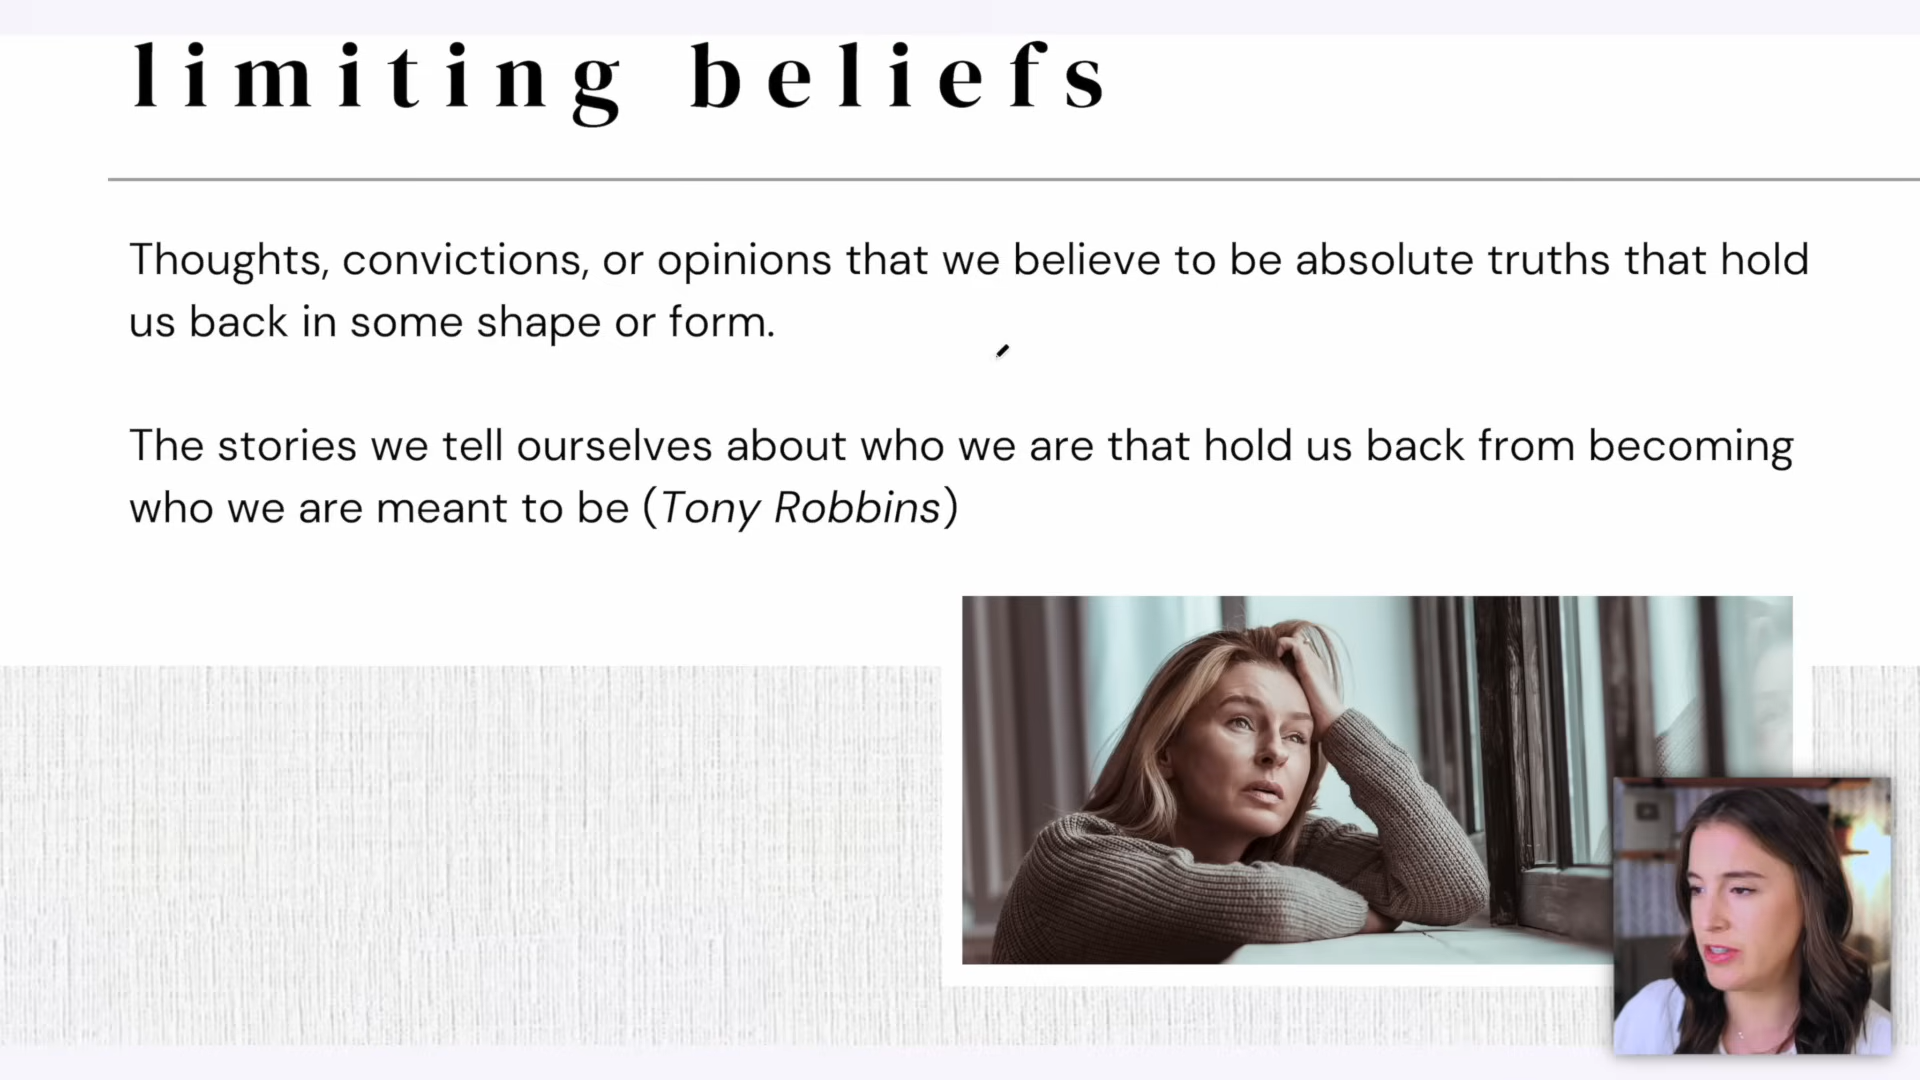 limiting beliefs
Thoughts, convictions, or opinions that we believe to be absolute truths that hold
us back in some shape or form.
The stories we tell ourselves about who we are that hold us back from becoming
who we are meant to be (Tony Robbins)